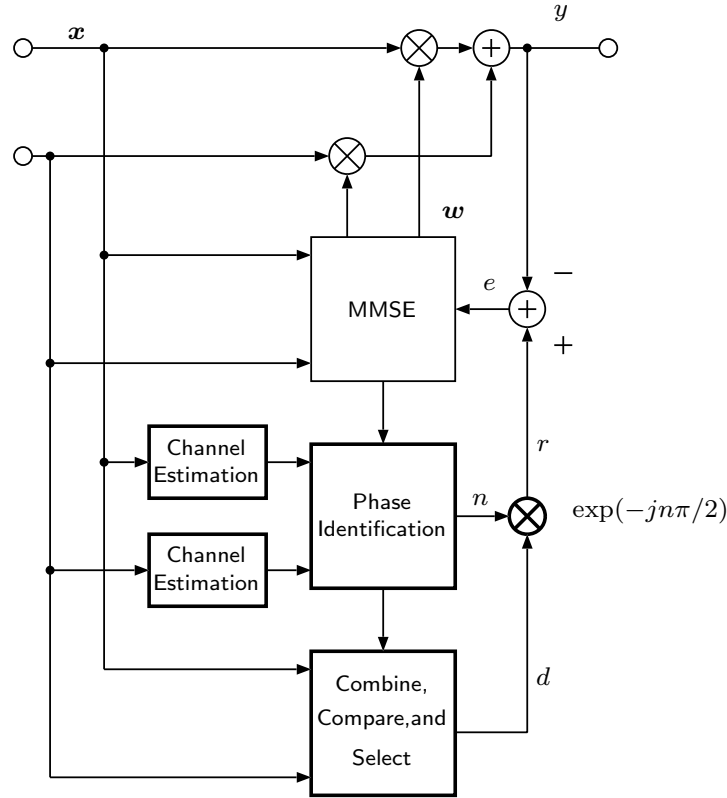 x
y
w
e
−
MMSE
+
Channel
Estimation
r
Phase
Identification
n
exp(−jnπ/2)
Channel
Estimation
d
Combine,
Compare,and
Select